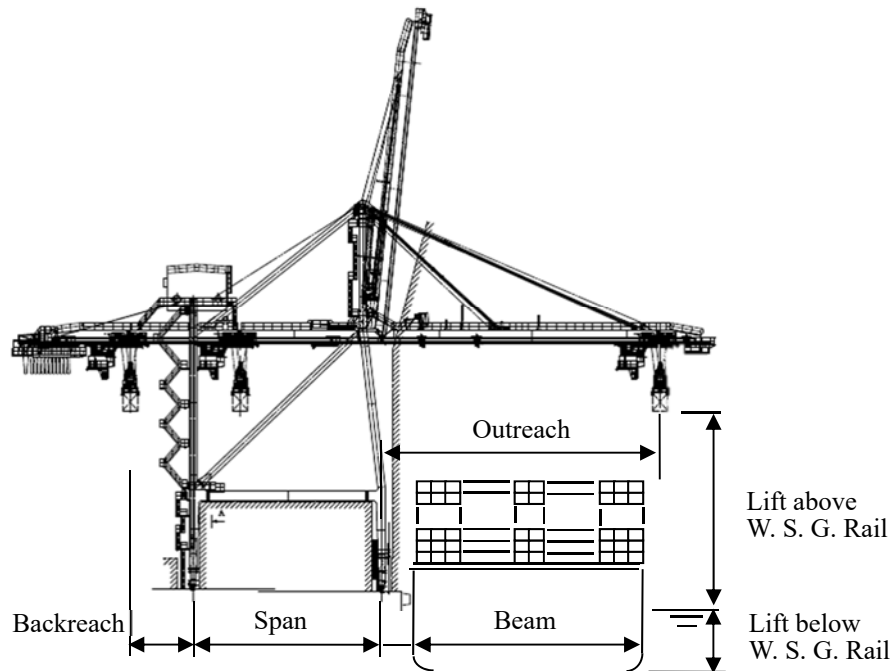 Outreach
Lift above
W. S. G. Rail
Backreach
Span
Beam
Lift below
W. S. G. Rail